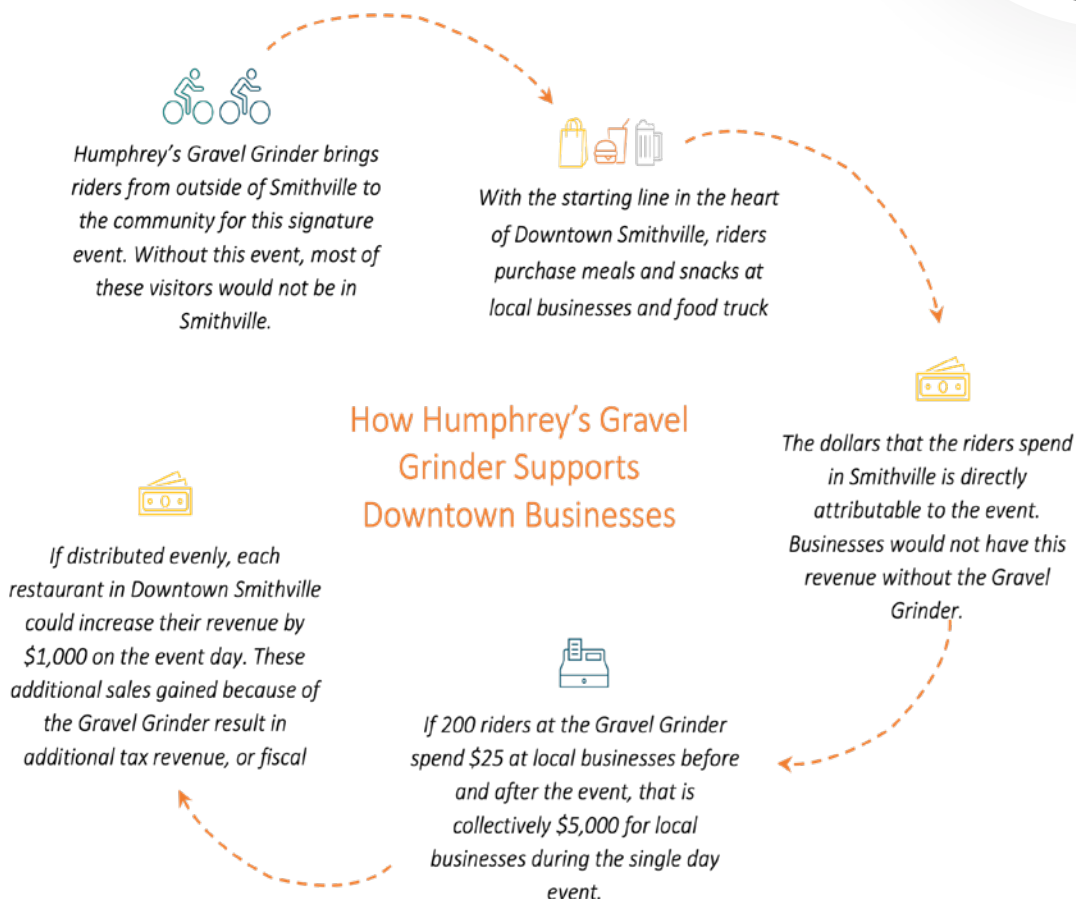 Humphrey's Gravel Grinder brings
riders from outside of Smithville to
the community for this signature
event. Without this event, most of
these visitors would not be in
Smithville.
With the starting line in the heart
of Downtown Smithville, riders
purchase meals and snacks at
local businesses and food truck
How Humphrey's Gravel
Grinder Supports
Downtown Businesses
The dollars that the riders spend
in Smithville is directly
attributable to the event.
Businesses would not have this
revenue without the Gravel
Grinder.
If 200 riders at the Gravel Grinder
spend $25 at local businesses before
and after the event, that is
collectively $5,000 for local
businesses during the single day
event.
If distributed evenly, each
restaurant in Downtown Smithville
could increase their revenue by
$1,000 on the event day. These
additional sales gained because of
the Gravel Grinder result in
additional tax revenue, or fiscal